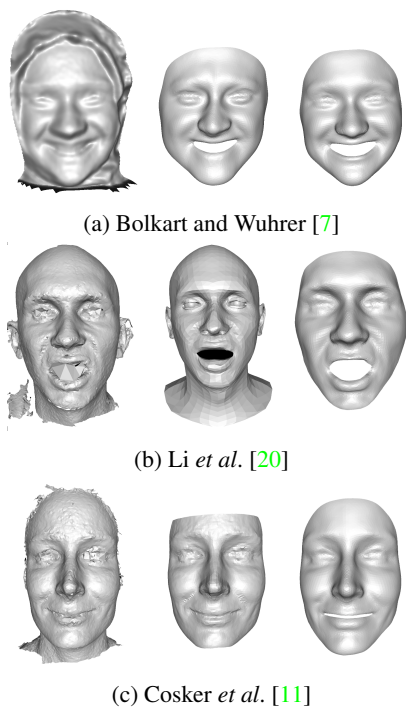 (a) Bolkart and Wuhrer [7]
(b) Li et al. [20]
(c) Cosker et al. [11]